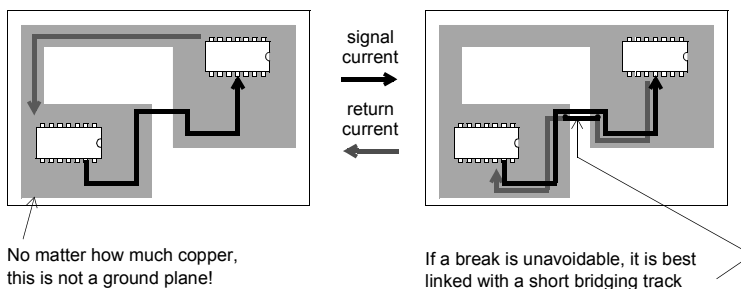 signal
current
return
current
No matter how much copper,
this is not a ground plane!
If a break is unavoidable, it is best
linked with a short bridging track